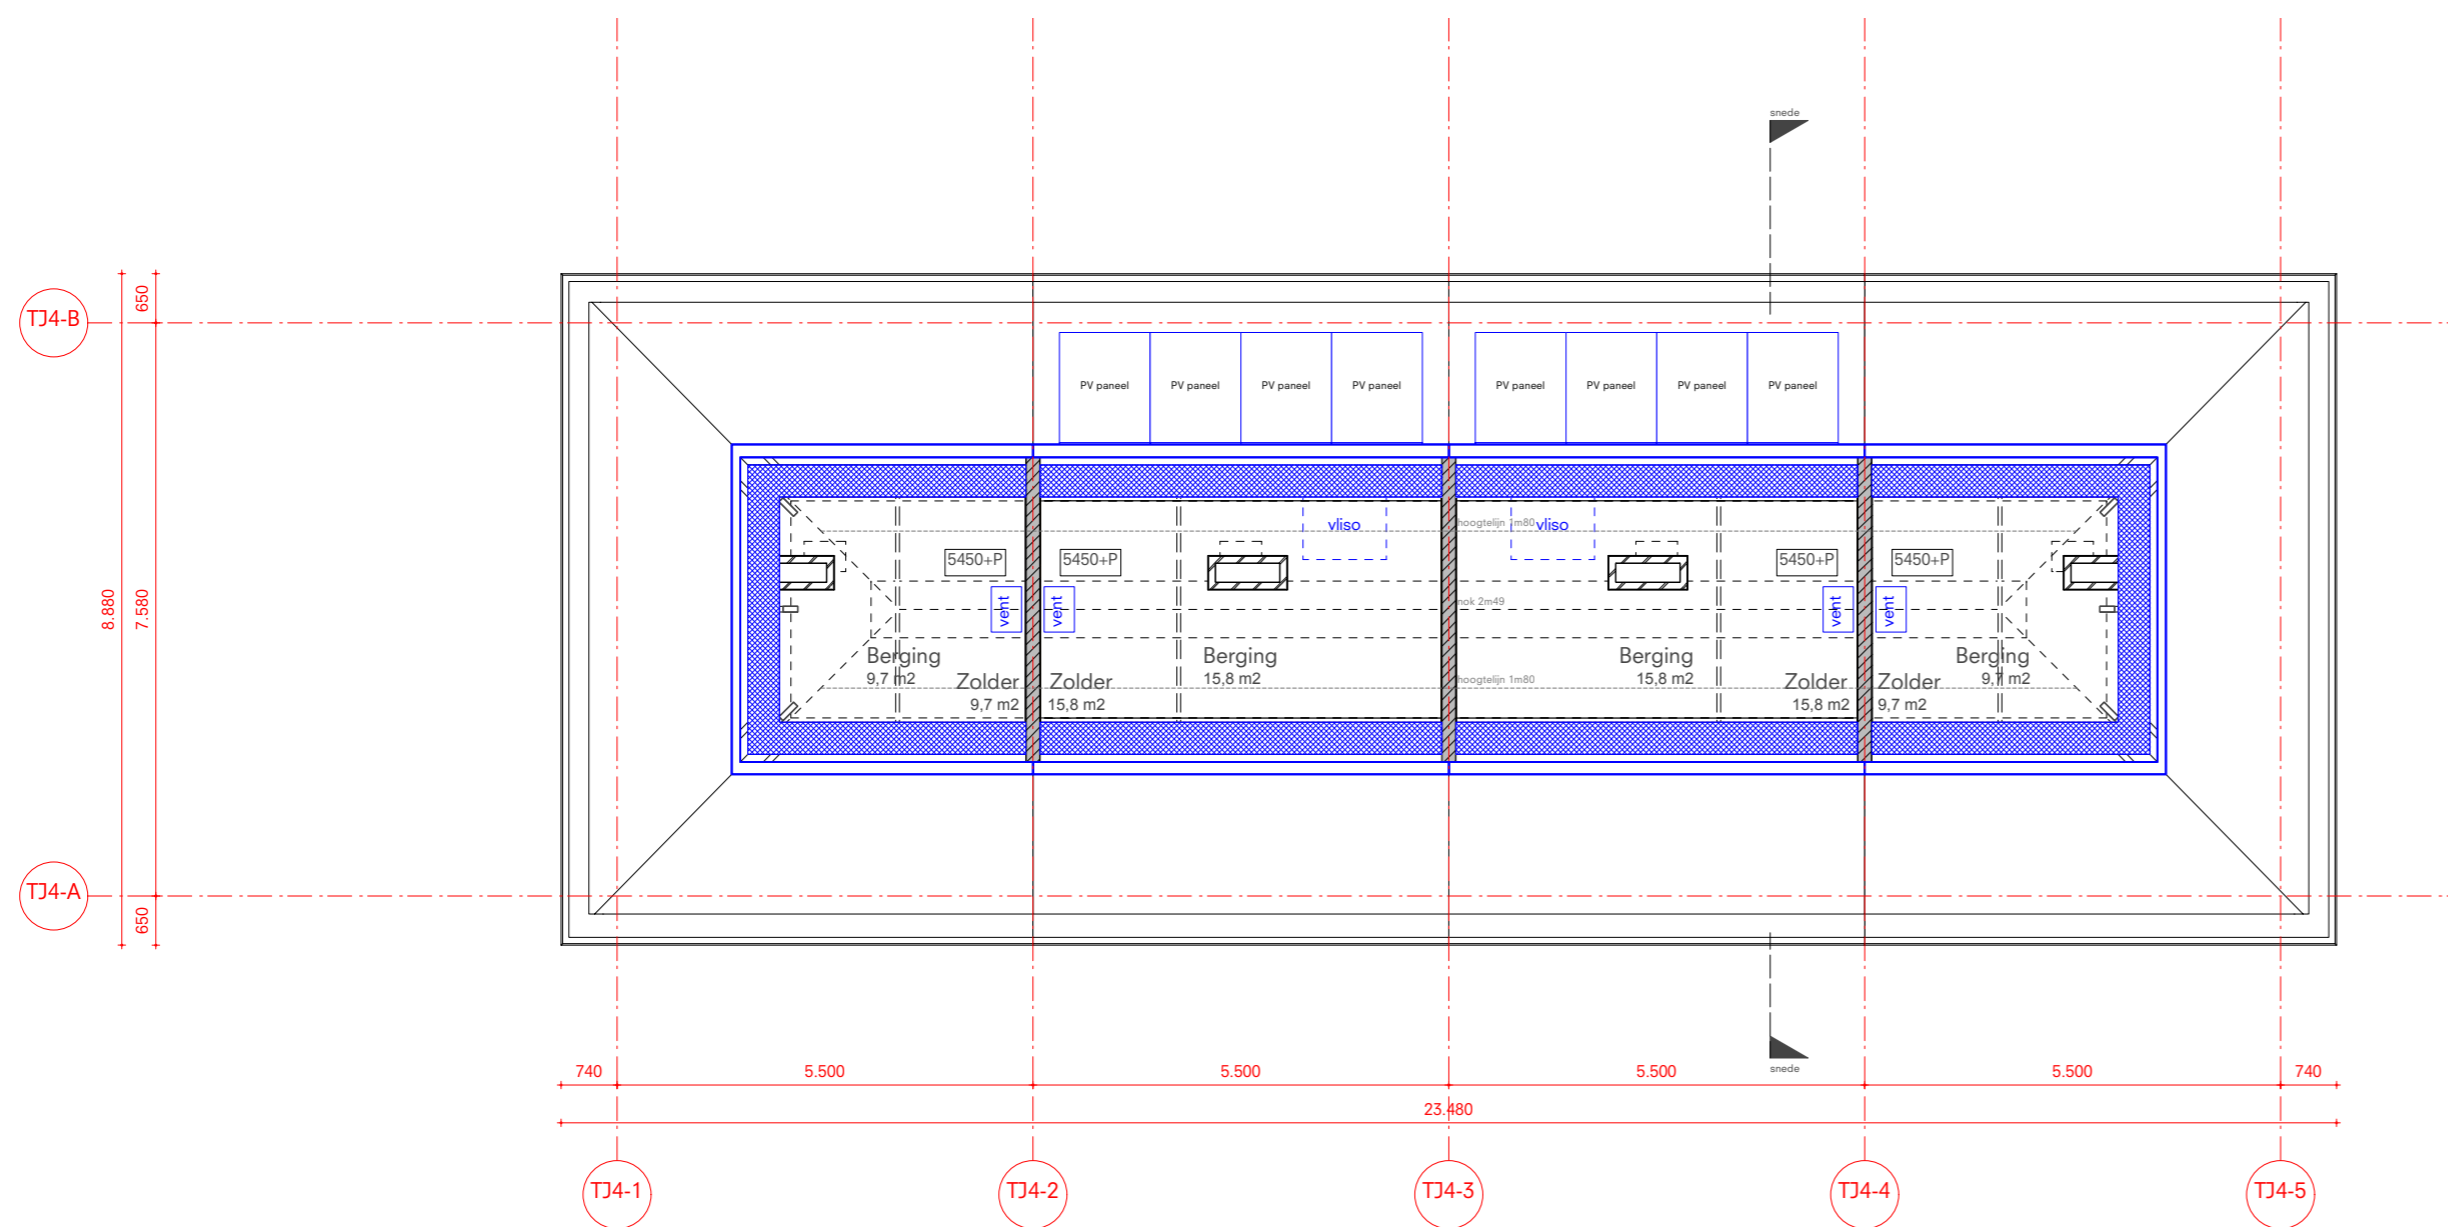 snede
650
TJ4-B
PV paneel PV paneel PV paneel PV paneel PV paneel PV paneel PV paneel PV paneel
vliso hoogtelijn 1m80 vliso
5450+P 5450+P 5450+P 5450+P
8.880 7.580
vent vent nok 2m49 vent vent
Berging Berging Berging Berging
9,7 m2 15,8 m2 hoogtelijn 1m80 15,8 m2 9,7 m2
Zolder Zolder Zolder Zolder
9,7 m2 15,8 m2 15,8 m2 9,7 m2
TJ4-A
650
snede
740 5.500 5.500 5.500 5.500 740
23.480
TJ4-1 TJ4-2 TJ4-3 TJ4-4 TJ4-5